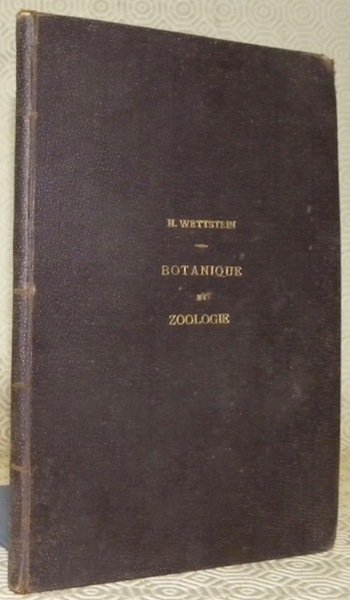 H. WETTSTEIN
BOTANIQUE
ET
ZOOLOGIE